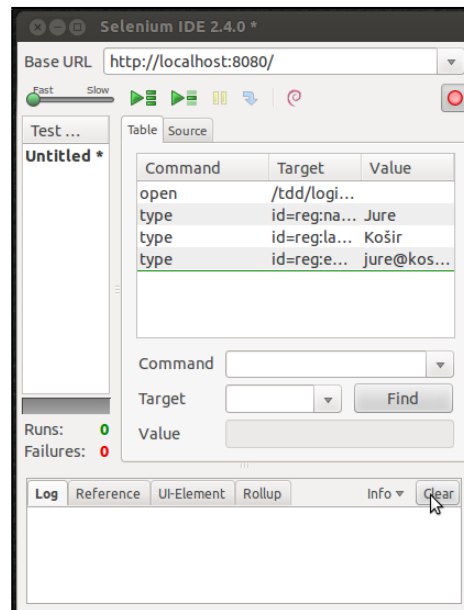 Selenium IDE 2.4.0 *
Base URL http://localhost:8080/
Fast Slow
Test ...
Untitled *
Table Source
Command Target Value
open /tdd/logi...
type id=reg:na... Jure
type id=reg:la... Košir
type id=reg:e... jure@kos...
Command
Target Find
Value
Runs: 0
Failures: 0
Log Reference UI-Element Rollup Info Clear